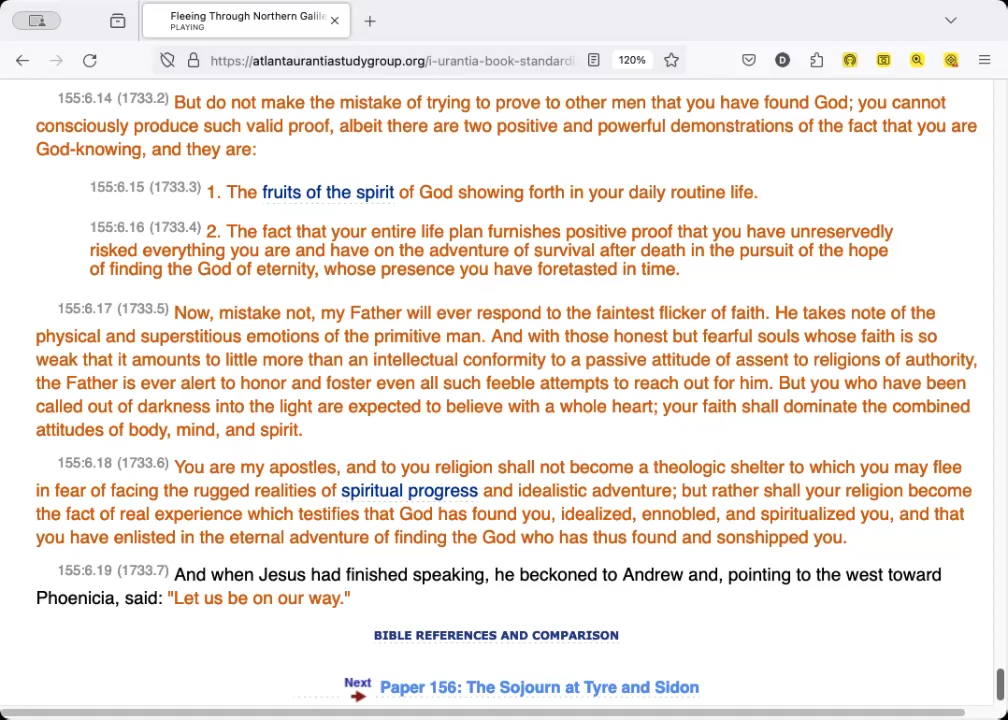 Fleeing Through Northern Galile
PLAYING
https://atlantaurantiastudygroup.org/i-urantia-book-standardi
120%
155:6.14 (1733.2) But do not make the mistake of trying to prove to other men that you have found God; you cannot
consciously produce such valid proof, albeit there are two positive and powerful demonstrations of the fact that you are
God-knowing, and they are:
155:6.15 (1733.3) 1. The fruits of the spirit of God showing forth in your daily routine life.
155:6.16 (1733.4) 2. The fact that your entire life plan furnishes positive proof that you have unreservedly
risked everything you are and have on the adventure of survival after death in the pursuit of the hope
of finding the God of eternity, whose presence you have foretasted in time.
155:6.17 (1733.5) Now, mistake not, my Father will ever respond to the faintest flicker of faith. He takes note of the
physical and superstitious emotions of the primitive man. And with those honest but fearful souls whose faith is so
weak that it amounts to little more than an intellectual conformity to a passive attitude of assent to religions of authority,
the Father is ever alert to honor and foster even all such feeble attempts to reach out for him. But you who have been
called out of darkness into the light are expected to believe with a whole heart; your faith shall dominate the combined
attitudes of body, mind, and spirit.
155:6.18 (1733.6) You are my apostles, and to you religion shall not become a theologic shelter to which you may flee
in fear of facing the rugged realities of spiritual progress and idealistic adventure; but rather shall your religion become
the fact of real experience which testifies that God has found you, idealized, ennobled, and spiritualized you, and that
you have enlisted in the eternal adventure of finding the God who has thus found and sonshipped you.
155:6.19 (1733.7) And when Jesus had finished speaking, he beckoned to Andrew and, pointing to the west toward
Phoenicia, said: "Let us be on our way."
BIBLE REFERENCES AND COMPARISON
Next Paper 156: The Sojourn at Tyre and Sidon